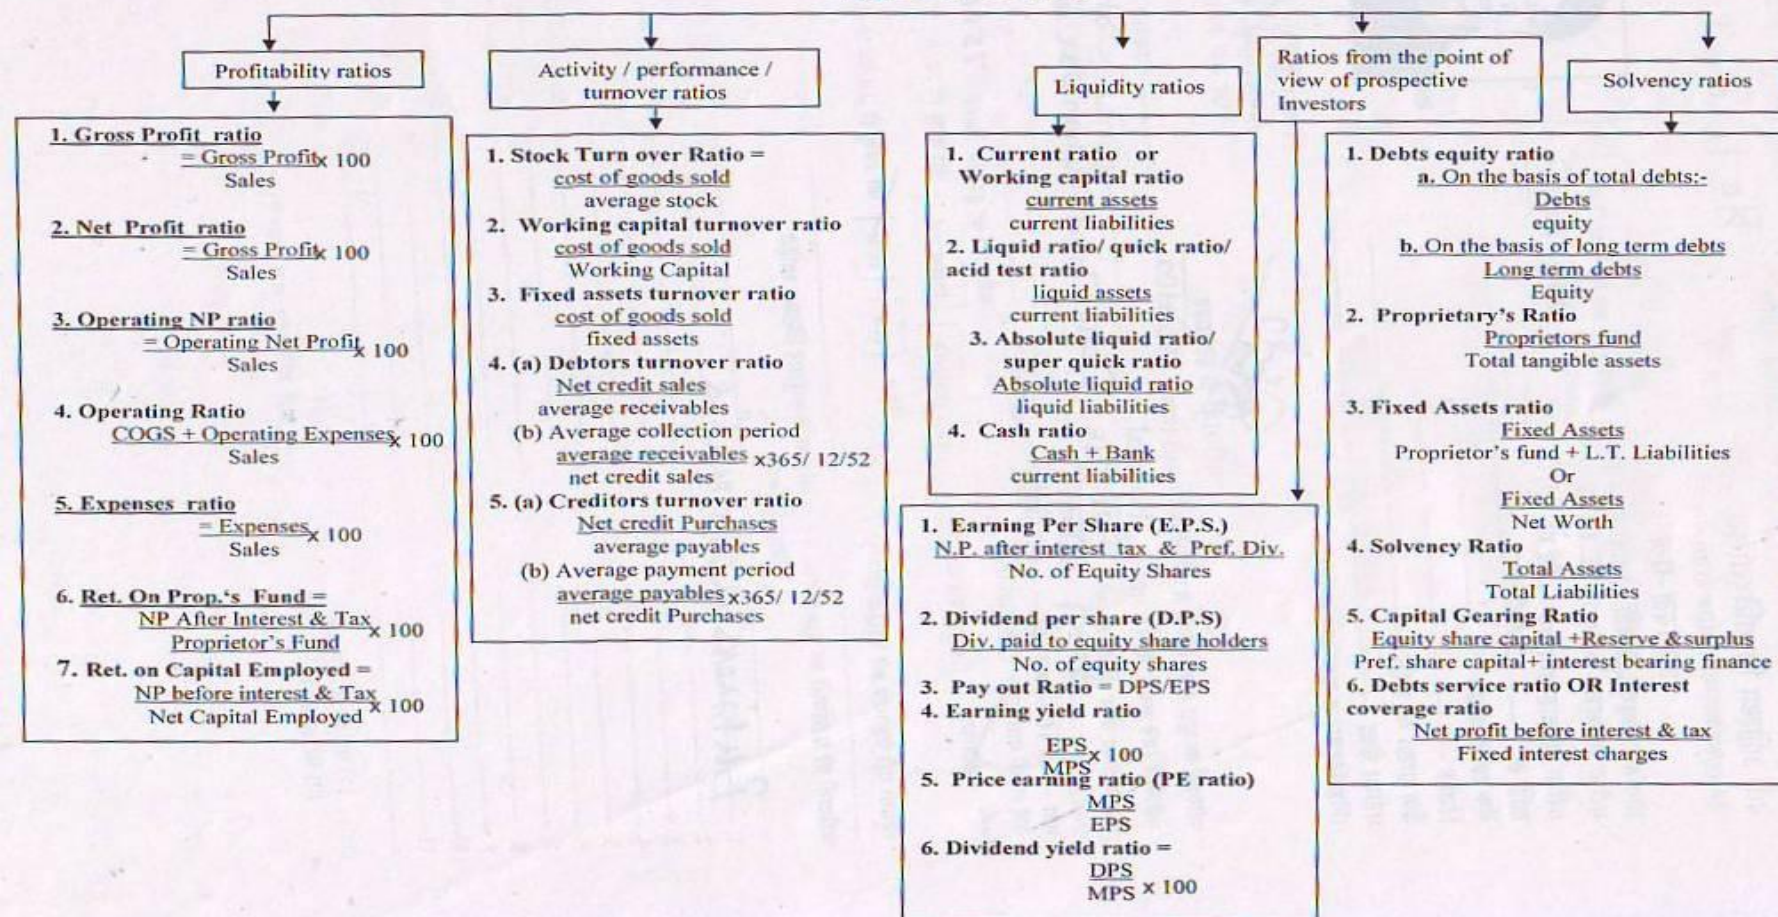 Profitability ratios
1. Gross Profit ratio
= Gross Profit x 100
Sales
2. Net Profit ratio
= Gross Profit x 100
Sales
3. Operating NP ratio
= Operating Net Profit x 100
Sales
4. Operating Ratio
COGS + Operating Expenses x 100
Sales
5. Expenses ratio
= Expenses x 100
Sales
6. Ret. On Prop.‘s Fund =
NP After Interest & Tax x 100
Proprietor’s Fund
7. Ret. on Capital Employed =
NP before interest & Tax x 100
Net Capital Employed
Activity / performance /
turnover ratios
1. Stock Turn over Ratio =
cost of goods sold
average stock
2. Working capital turnover ratio
cost of goods sold
Working Capital
3. Fixed assets turnover ratio
cost of goods sold
fixed assets
4. (a) Debtors turnover ratio
Net credit sales
average receivables
(b) Average collection period
average receivables x365/ 12/52
net credit sales
5. (a) Creditors turnover ratio
Net credit Purchases
average payables
(b) Average payment period
average payables x365/ 12/52
net credit Purchases
Liquidity ratios
1. Current ratio or
Working capital ratio
current assets
current liabilities
2. Liquid ratio/ quick ratio/
acid test ratio
liquid assets
current liabilities
3. Absolute liquid ratio/
super quick ratio
Absolute liquid ratio
liquid liabilities
4. Cash ratio
Cash + Bank
current liabilities
Ratios from the point of
view of prospective
Investors
1. Earning Per Share (E.P.S.)
N.P. after interest tax & Pref. Div.
No. of Equity Shares
2. Dividend per share (D.P.S)
Div. paid to equity share holders
No. of equity shares
3. Pay out Ratio = DPS/EPS
4. Earning yield ratio
EPS x 100
MPS
5. Price earning ratio (PE ratio)
MPS
EPS
6. Dividend yield ratio =
DPS x 100
MPS
Solvency ratios
1. Debts equity ratio
a. On the basis of total debts:-
Debts
equity
b. On the basis of long term debts
Long term debts
Equity
2. Proprietary’s Ratio
Proprietors fund
Total tangible assets
3. Fixed Assets ratio
Fixed Assets
Proprietor’s fund + L.T. Liabilities
Or
Fixed Assets
Net Worth
4. Solvency Ratio
Total Assets
Total Liabilities
5. Capital Gearing Ratio
Equity share capital +Reserve &surplus
Pref. share capital+ interest bearing finance
6. Debts service ratio OR Interest
coverage ratio
Net profit before interest & tax
Fixed interest charges